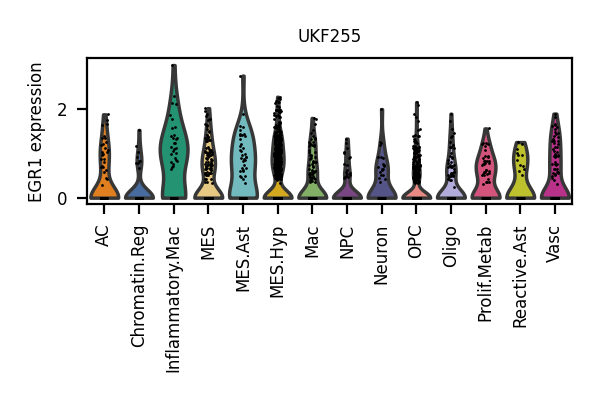 UKF255
EGR1 expression
2
0
AC
Chromatin.Reg
Inflammatory.Mac
MES
MES.Ast
MES.Hyp
Mac
NPC
Neuron
OPC
Oligo
Prolif.Metab
Reactive.Ast
Vasc